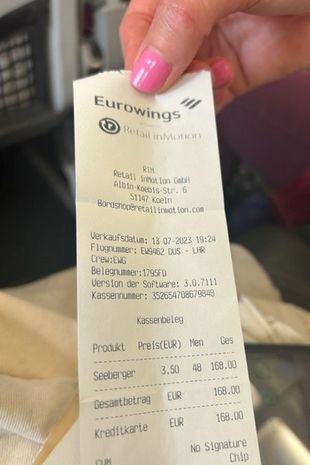 Eurowings
Retail inMotion
RIM
Retail inMotion GmbH
Albin-Koebis-Str. 6
51147 Koeln
Bordshop@retailinmotion.com
Verkaufsdatum: 13-07-2023 19:24
Flugnummer: EW9462 DUS - LHR
Crew:EWG
Belegnummer:179SFD
Version der Software: 3.0.7111
Kassennummer: 352654708679848
Kassenbeleg
Produkt Preis(EUR) Men Ges
Seeberger 3.50 48 168.00
Gesamtbetrag EUR 168.00
Kreditkarte EUR 168.00
No Signature
Chip